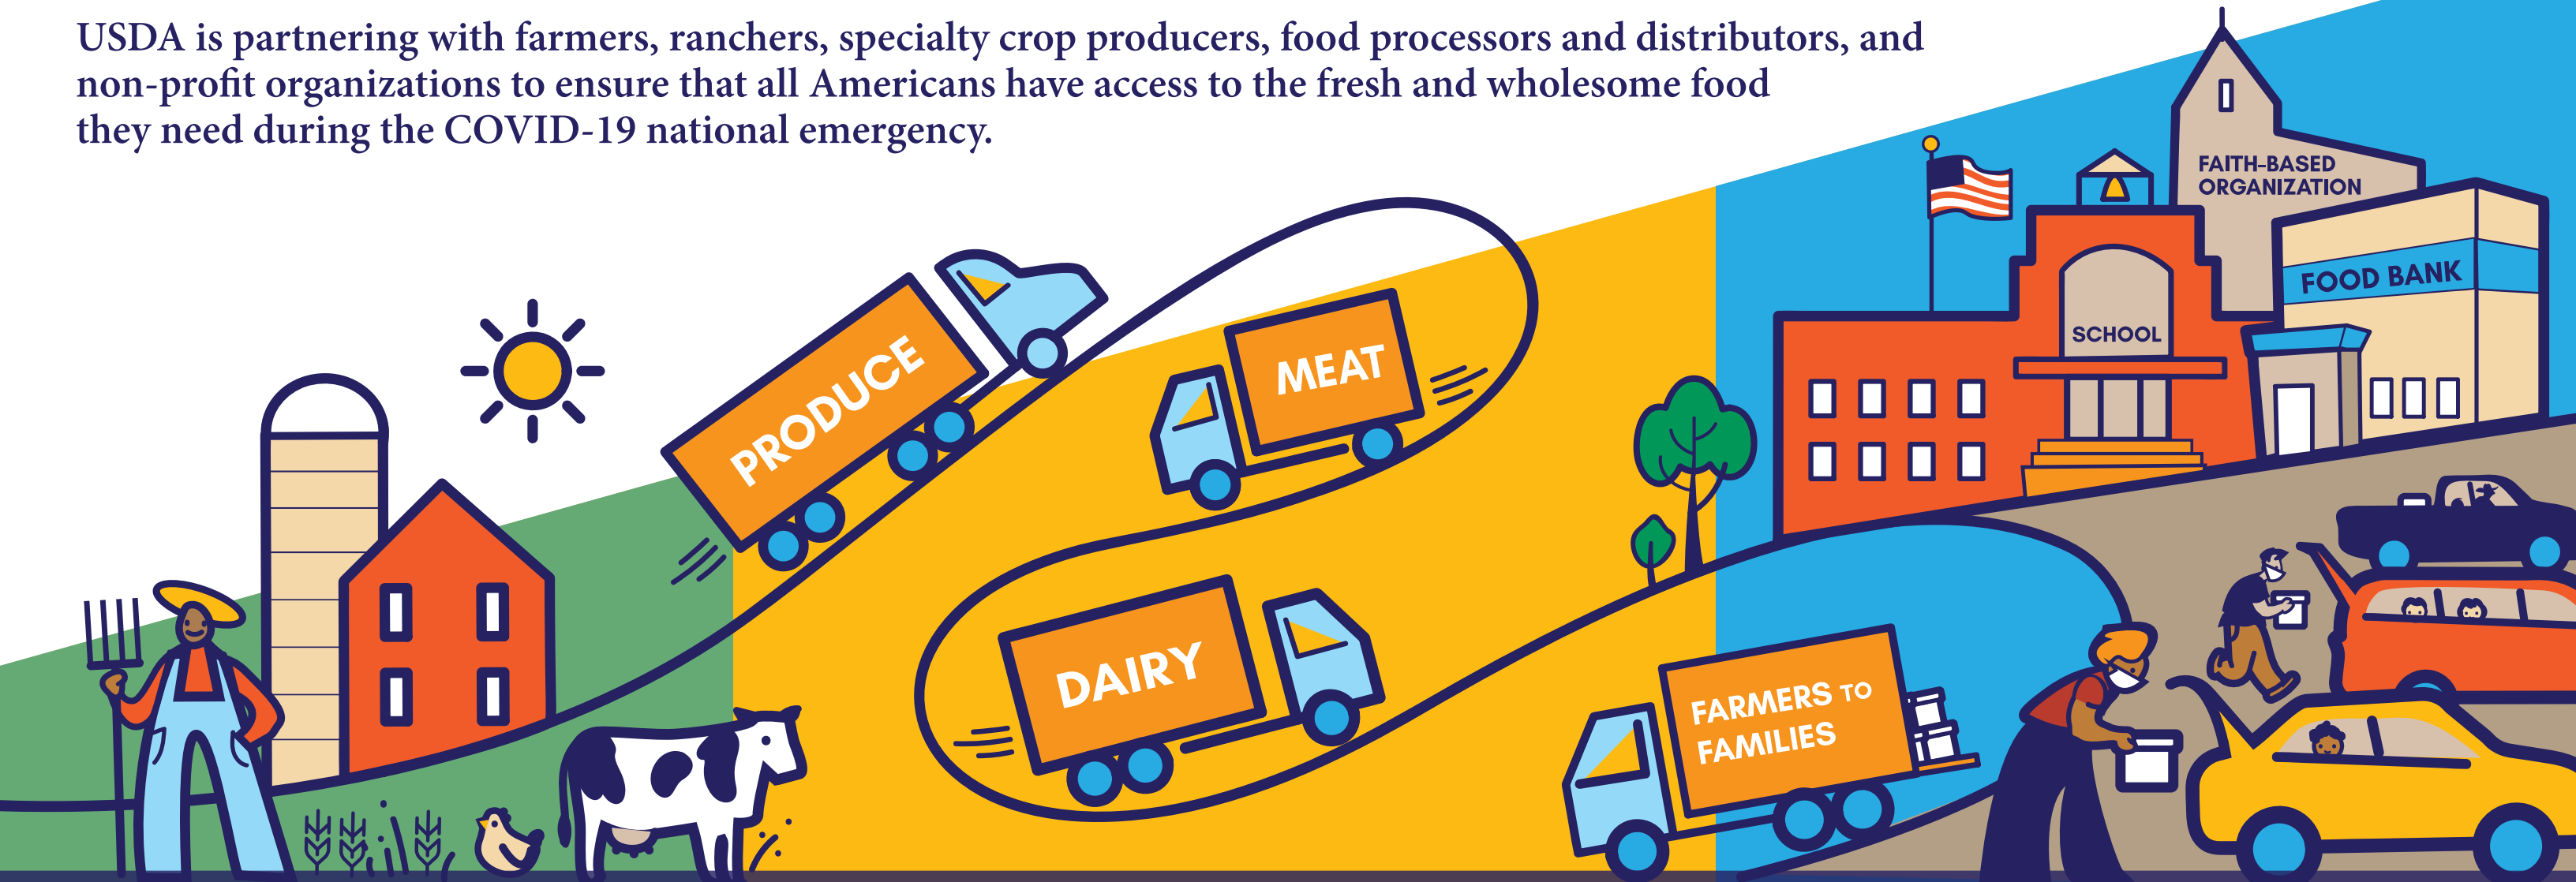 USDA is partnering with farmers, ranchers, specialty crop producers, food processors and distributors, and
non-profit organizations to ensure that all Americans have access to the fresh and wholesome food
they need during the COVID-19 national emergency.
FAITH-BASED
ORGANIZATION
FOOD BANK
SCHOOL
PRODUCE
MEAT
DAIRY
FARMERS TO
FAMILIES